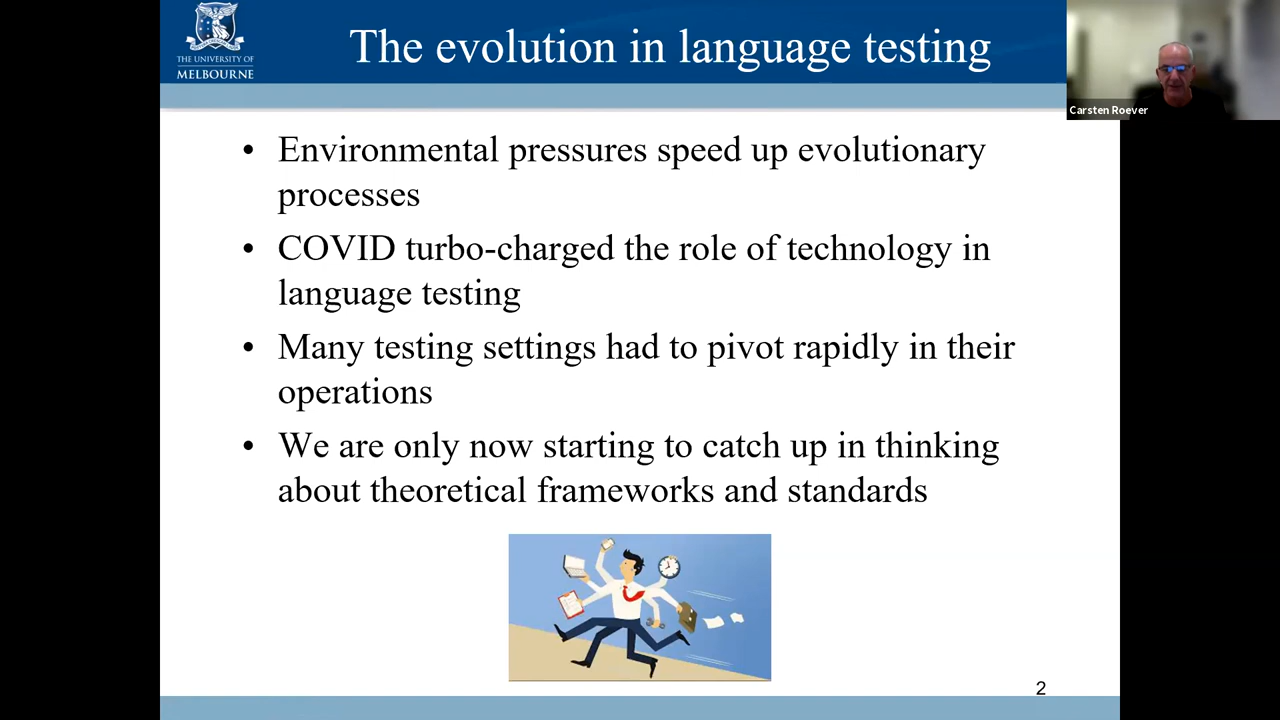 THE UNIVERSITY OF
MELBOURNE
The evolution in language testing
Carsten Roever
• Environmental pressures speed up evolutionary
processes
• COVID turbo-charged the role of technology in
language testing
• Many testing settings had to pivot rapidly in their
operations
• We are only now starting to catch up in thinking
about theoretical frameworks and standards
2